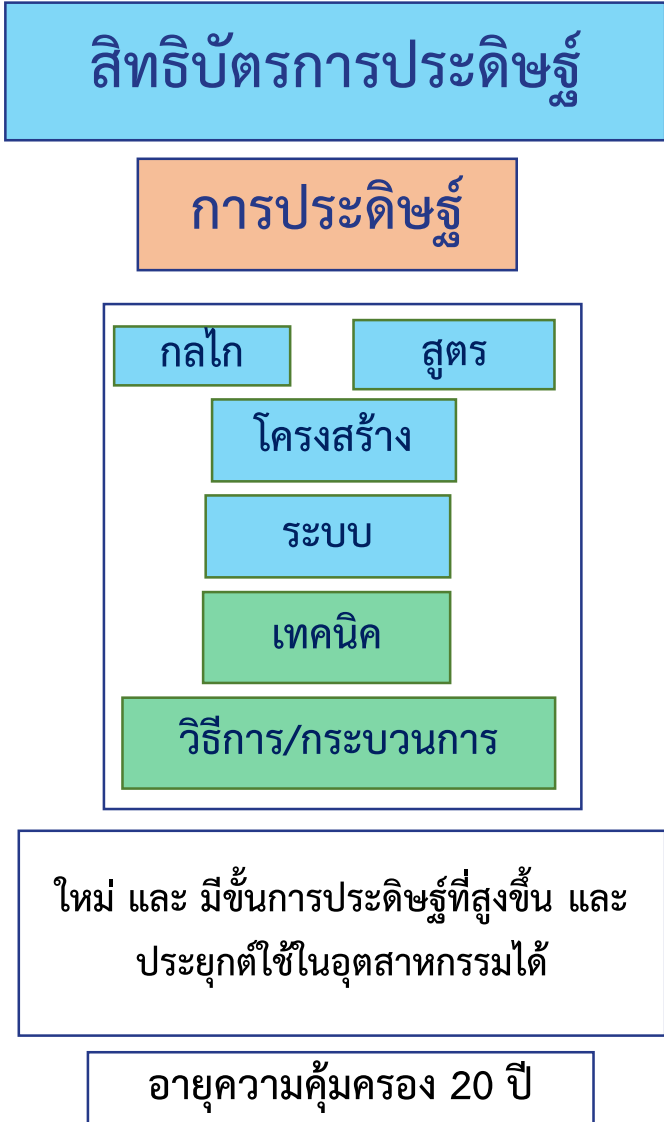 สิทธิบัตรการประดิษฐ์
การประดิษฐ์
กลไก
สูตร
โครงสร้าง
ระบบ
เทคนิค
วิธีการ/กระบวนการ
ใหม่ และ มีขั้นการประดิษฐ์ที่สูงขึ้น และ
ประยุกต์ใช้ในอุตสาหกรรมได้
อายุความคุ้มครอง 20 ปี